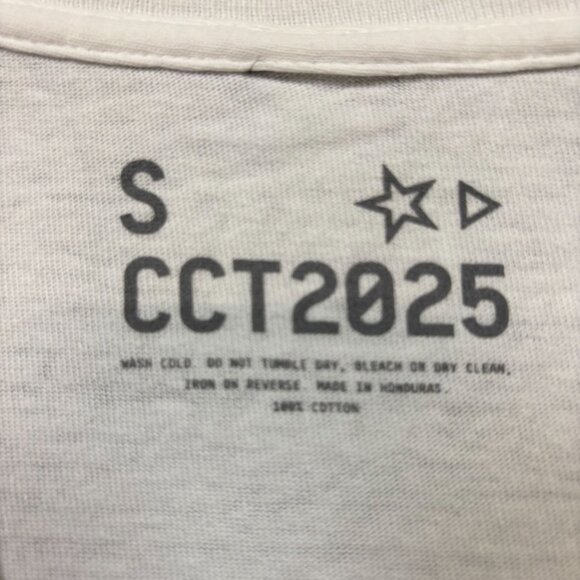 S
CCT2025
WASH COLD. DO NOT TUMBLE DRY, BLEACH OR DRY CLEAN,
IRON ON REVERSE. MADE IN HONDURAS.
100% COTTON